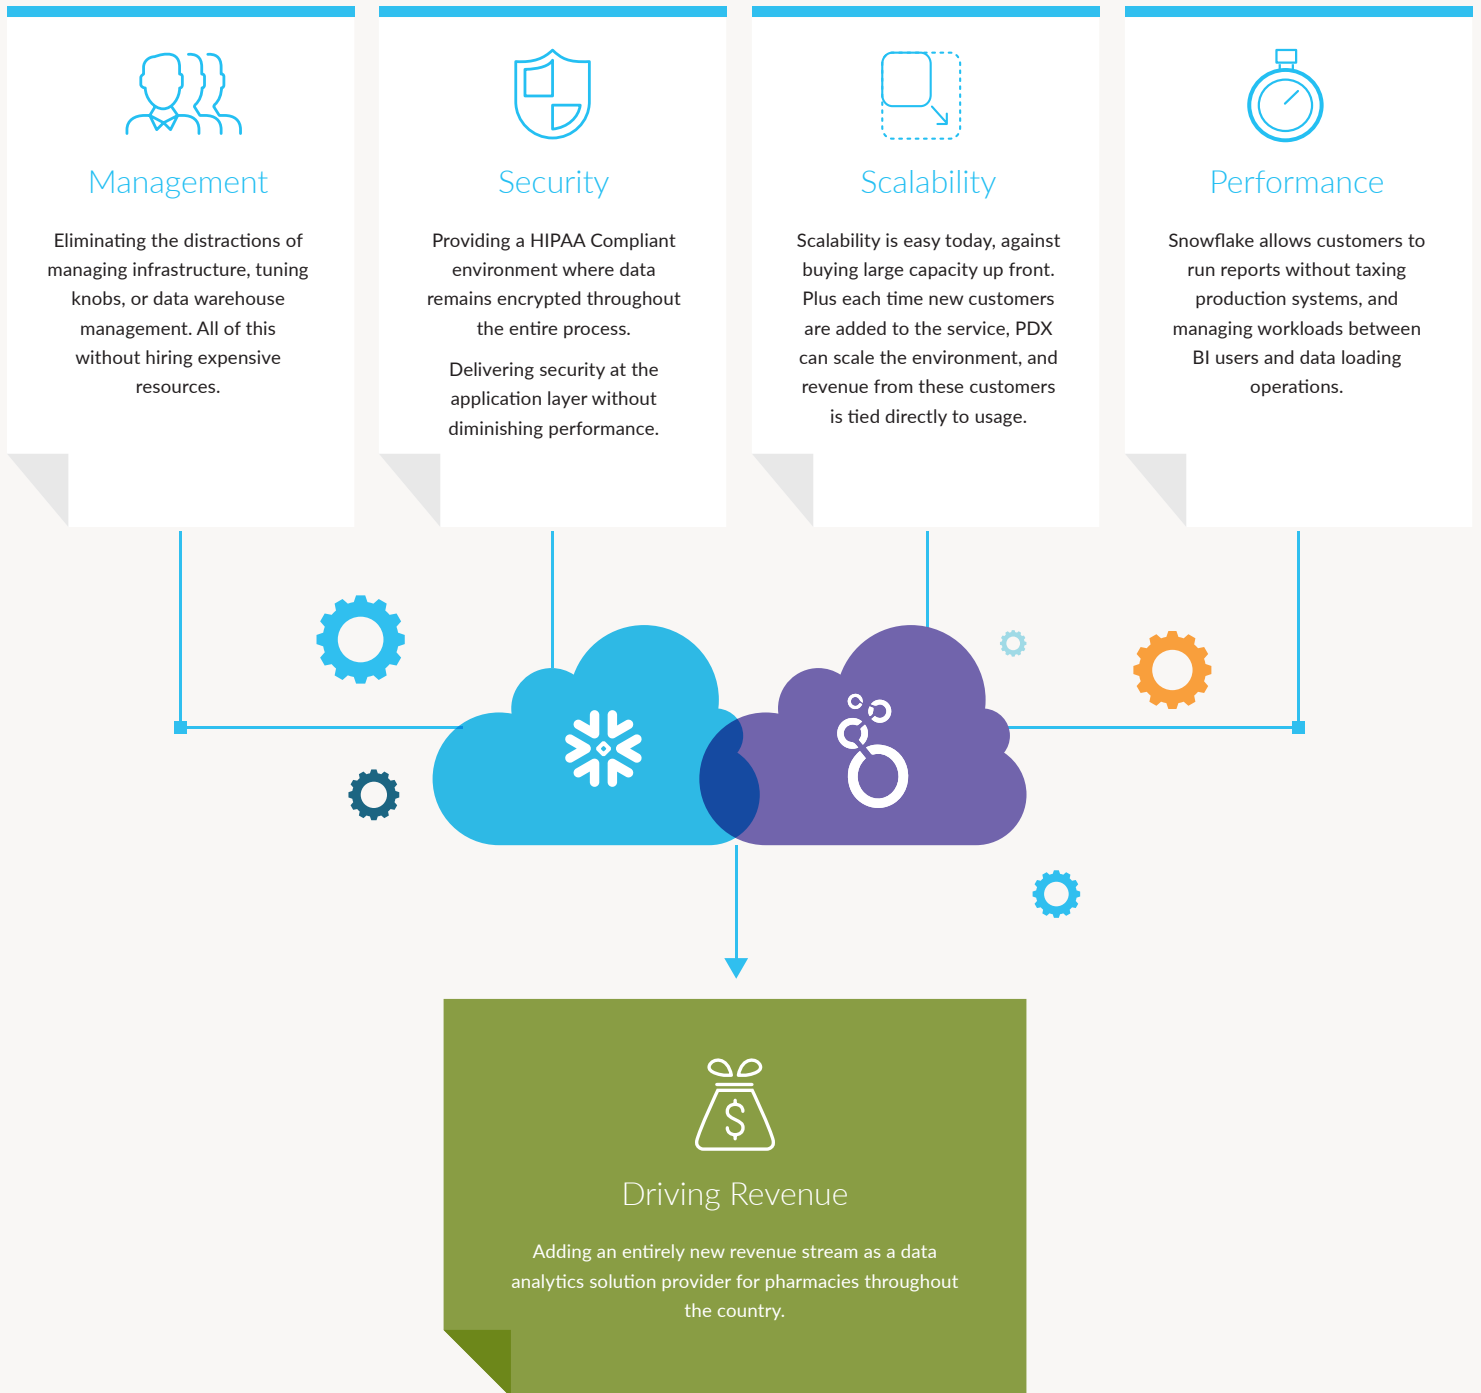 Management
Eliminating the distractions of
managing infrastructure, tuning
knobs, or data warehouse
management. All of this
without hiring expensive
resources.
Security
Providing a HIPAA Compliant
environment where data
remains encrypted throughout
the entire process.
Delivering security at the
application layer without
diminishing performance.
Scalability
Scalability is easy today, against
buying large capacity up front.
Plus each time new customers
are added to the service, PDX
can scale the environment, and
revenue from these customers
is tied directly to usage.
Performance
Snowflake allows customers to
run reports without taxing
production systems, and
managing workloads between
BI users and data loading
operations.
$
Driving Revenue
Adding an entirely new revenue stream as a data
analytics solution provider for pharmacies throughout
the country.